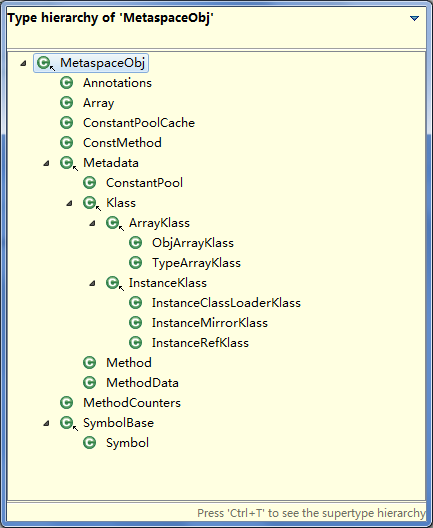 Type hierarchy of 'MetaspaceObj'
MetaspaceObj
Annotations
Array
ConstantPoolCache
ConstMethod
Metadata
ConstantPool
Klass
ArrayKlass
ObjArrayKlass
TypeArrayKlass
InstanceKlass
InstanceClassLoaderKlass
InstanceMirrorKlass
InstanceRefKlass
Method
MethodData
MethodCounters
SymbolBase
Symbol
Press 'Ctrl+T' to see the supertype hierarchy